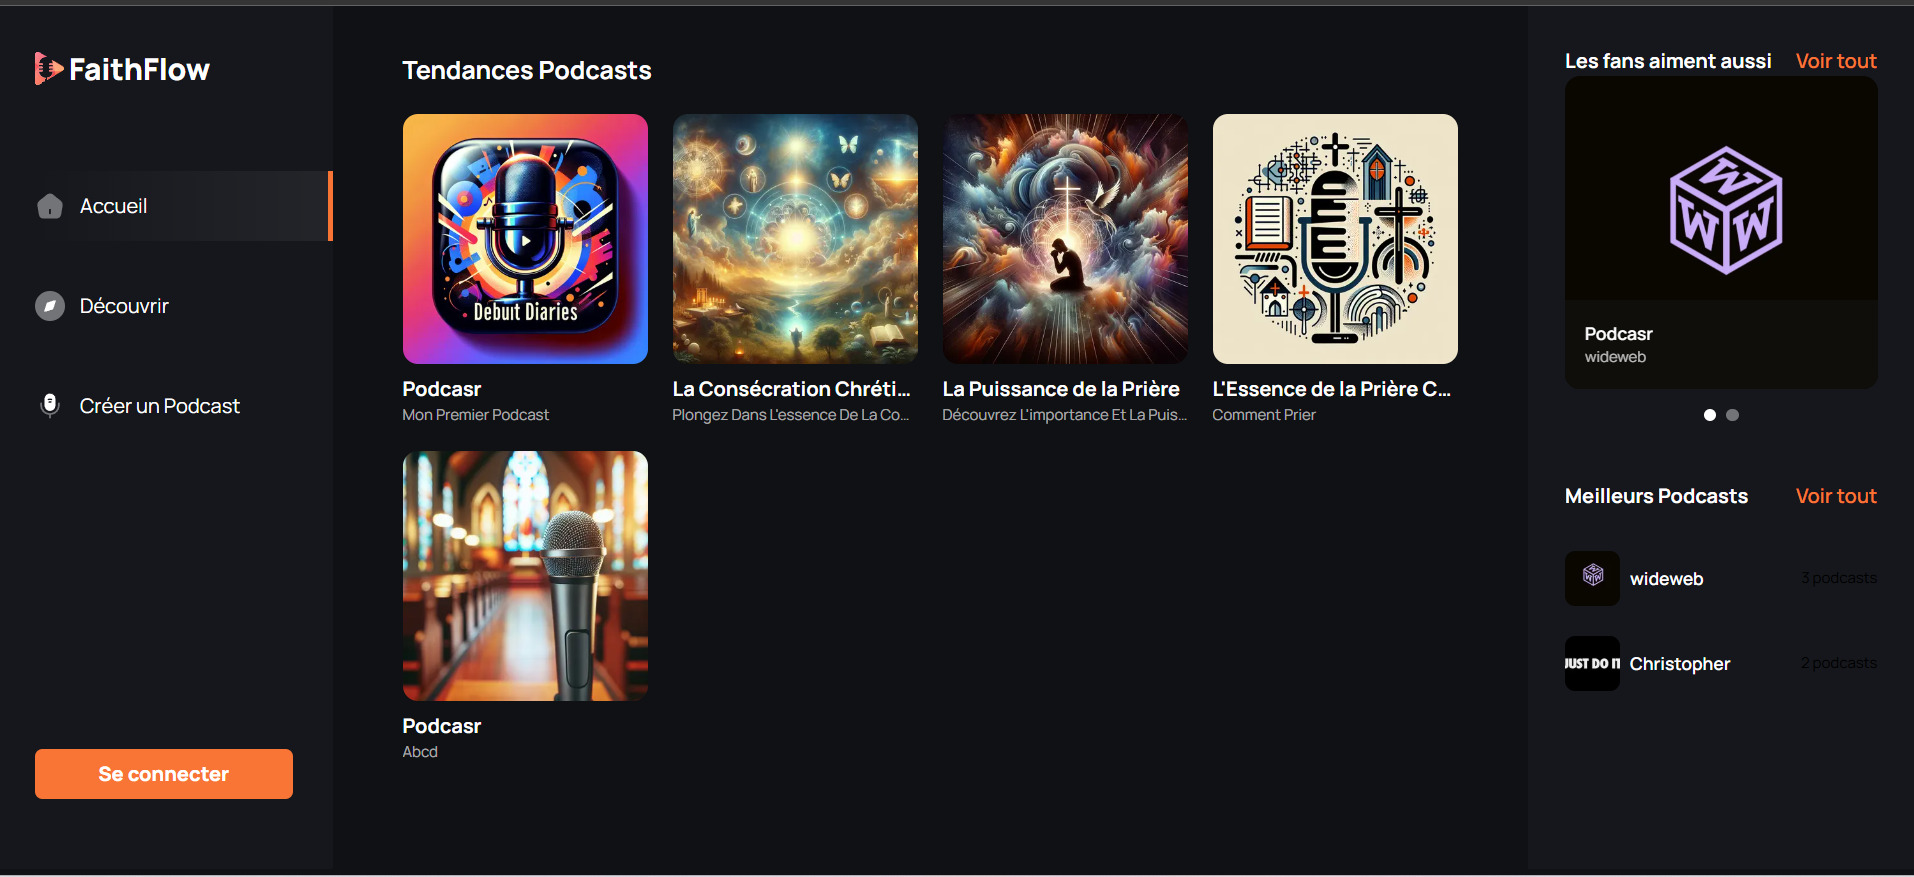 FaithFlow
Accueil
Découvrir
Créer un Podcast
Se connecter
Tendances Podcasts
Debut Diaries
Podcasr
Mon Premier Podcast
La Consécration Chréti...
Plongez Dans L'essence De La Co...
La Puissance de la Prière
Découvrez L'importance Et La Puis...
L'Essence de la Prière C...
Comment Prier
Podcasr
Abcd
Les fans aiment aussi
Voir tout
W
W W
Podcasr
wideweb
Meilleurs Podcasts
Voir tout
wideweb
3 podcasts
JUST DO IT
Christopher
2 podcasts